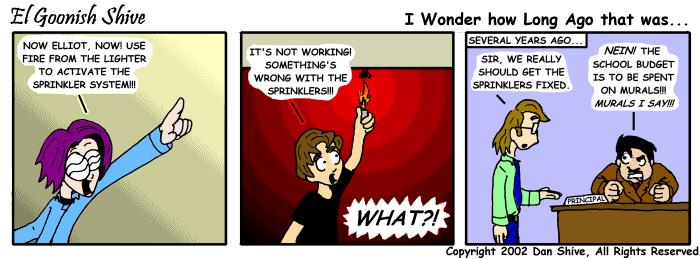 El Goonish Shive
I Wonder how Long Ago that was...
NOW ELLIOT, NOW! USE
FIRE FROM THE LIGHTER
TO ACTIVATE THE
SPRINKLER SYSTEM!!!
IT'S NOT WORKING!
SOMETHING'S
WRONG WITH THE
SPRINKLERS!!!
WHAT?!
SEVERAL YEARS AGO...
SIR, WE REALLY
SHOULD GET THE
SPRINKLERS FIXED.
NEIN! THE
SCHOOL BUDGET
IS TO BE SPENT
ON MURALS!!!
MURALS I SAY!!!
PRINCIPAL
Copyright 2002 Dan Shive, All Rights Reserved